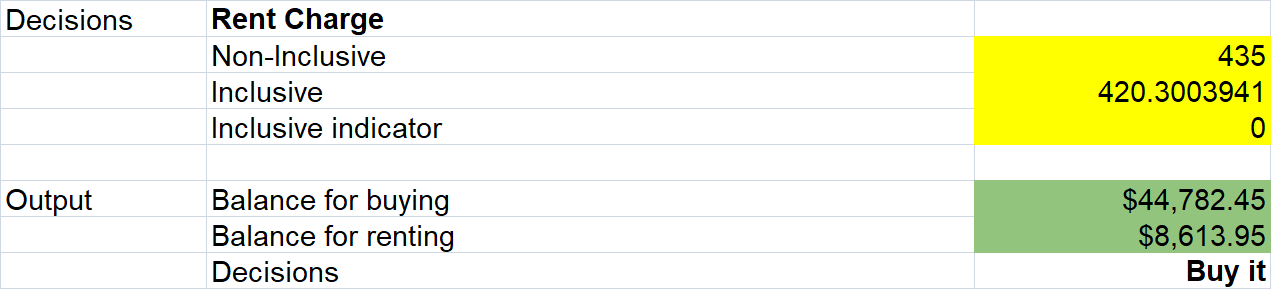 Decisions Rent Charge
Non-Inclusive 435
Inclusive 420.3003941
Inclusive indicator 0
Output Balance for buying $44,782.45
Balance for renting $8,613.95
Decisions Buy it